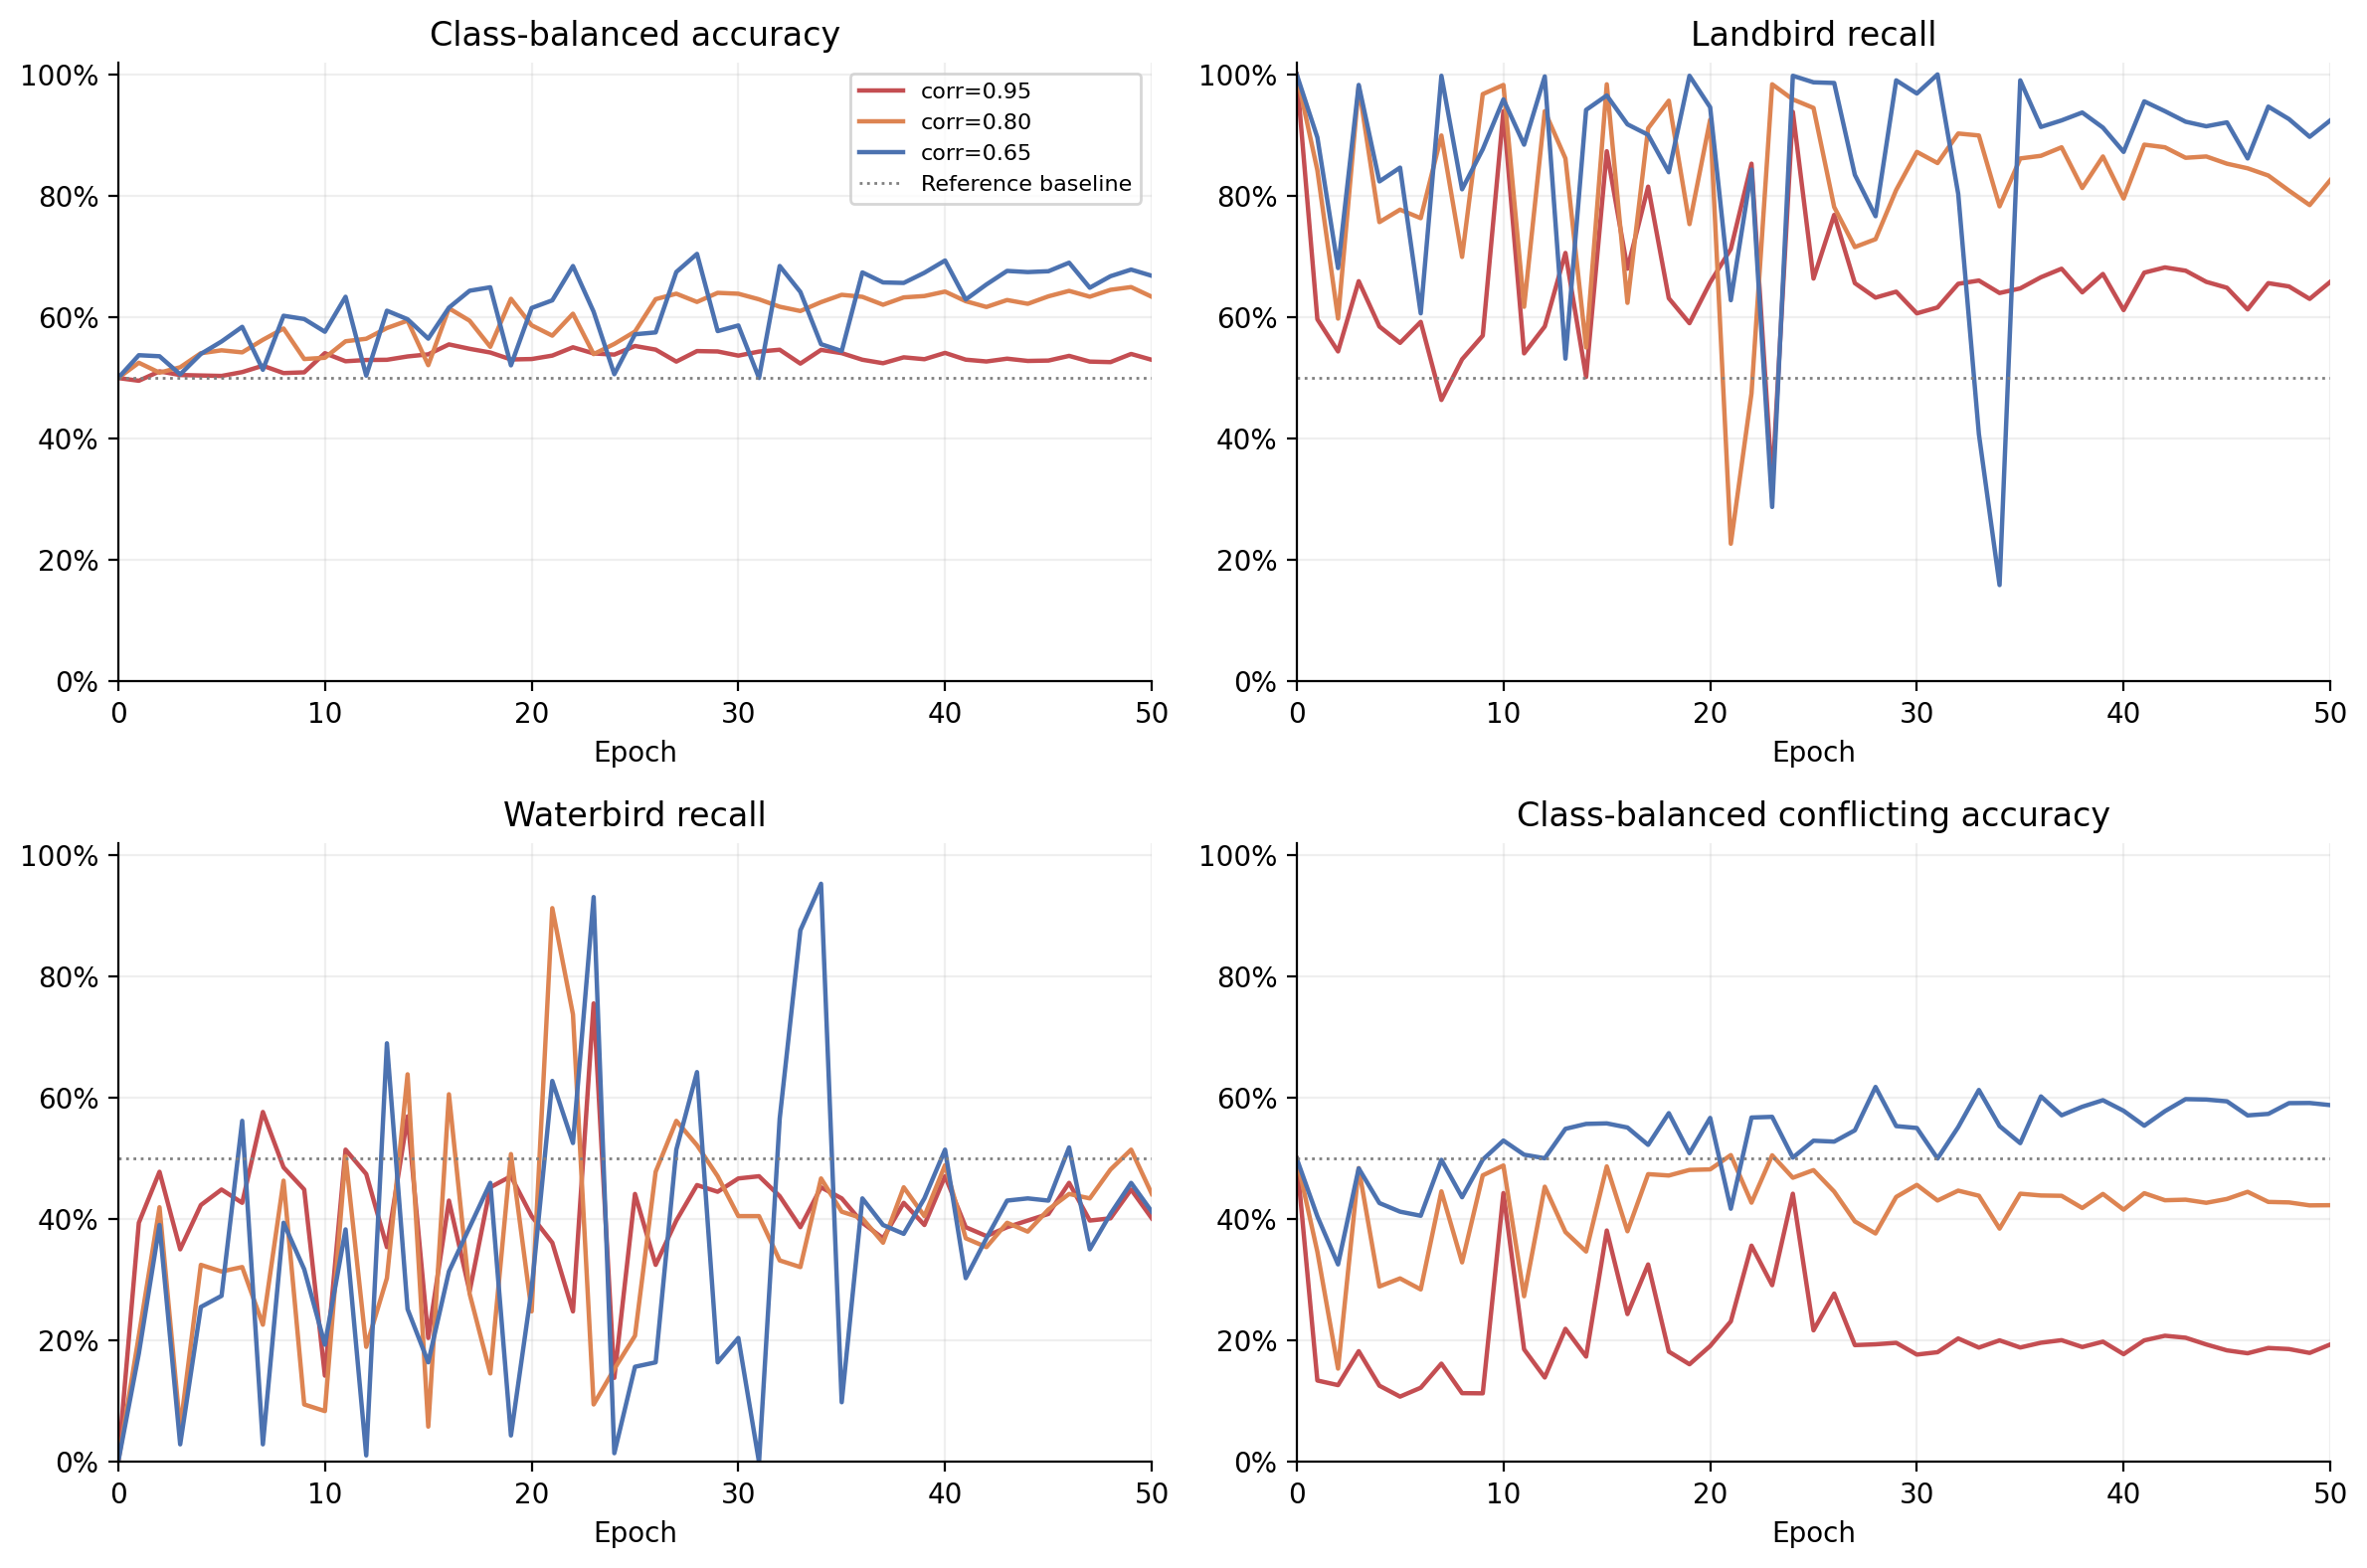 Class-balanced accuracy
100%
80%
60%
40%
20%
0%
0 10 20 30 40 50
Epoch
corr=0.95
corr=0.80
corr=0.65
Reference baseline
Landbird recall
100%
80%
60%
40%
20%
0%
0 10 20 30 40 50
Epoch
Waterbird recall
100%
80%
60%
40%
20%
0%
0 10 20 30 40 50
Epoch
Class-balanced conflicting accuracy
100%
80%
60%
40%
20%
0%
0 10 20 30 40 50
Epoch